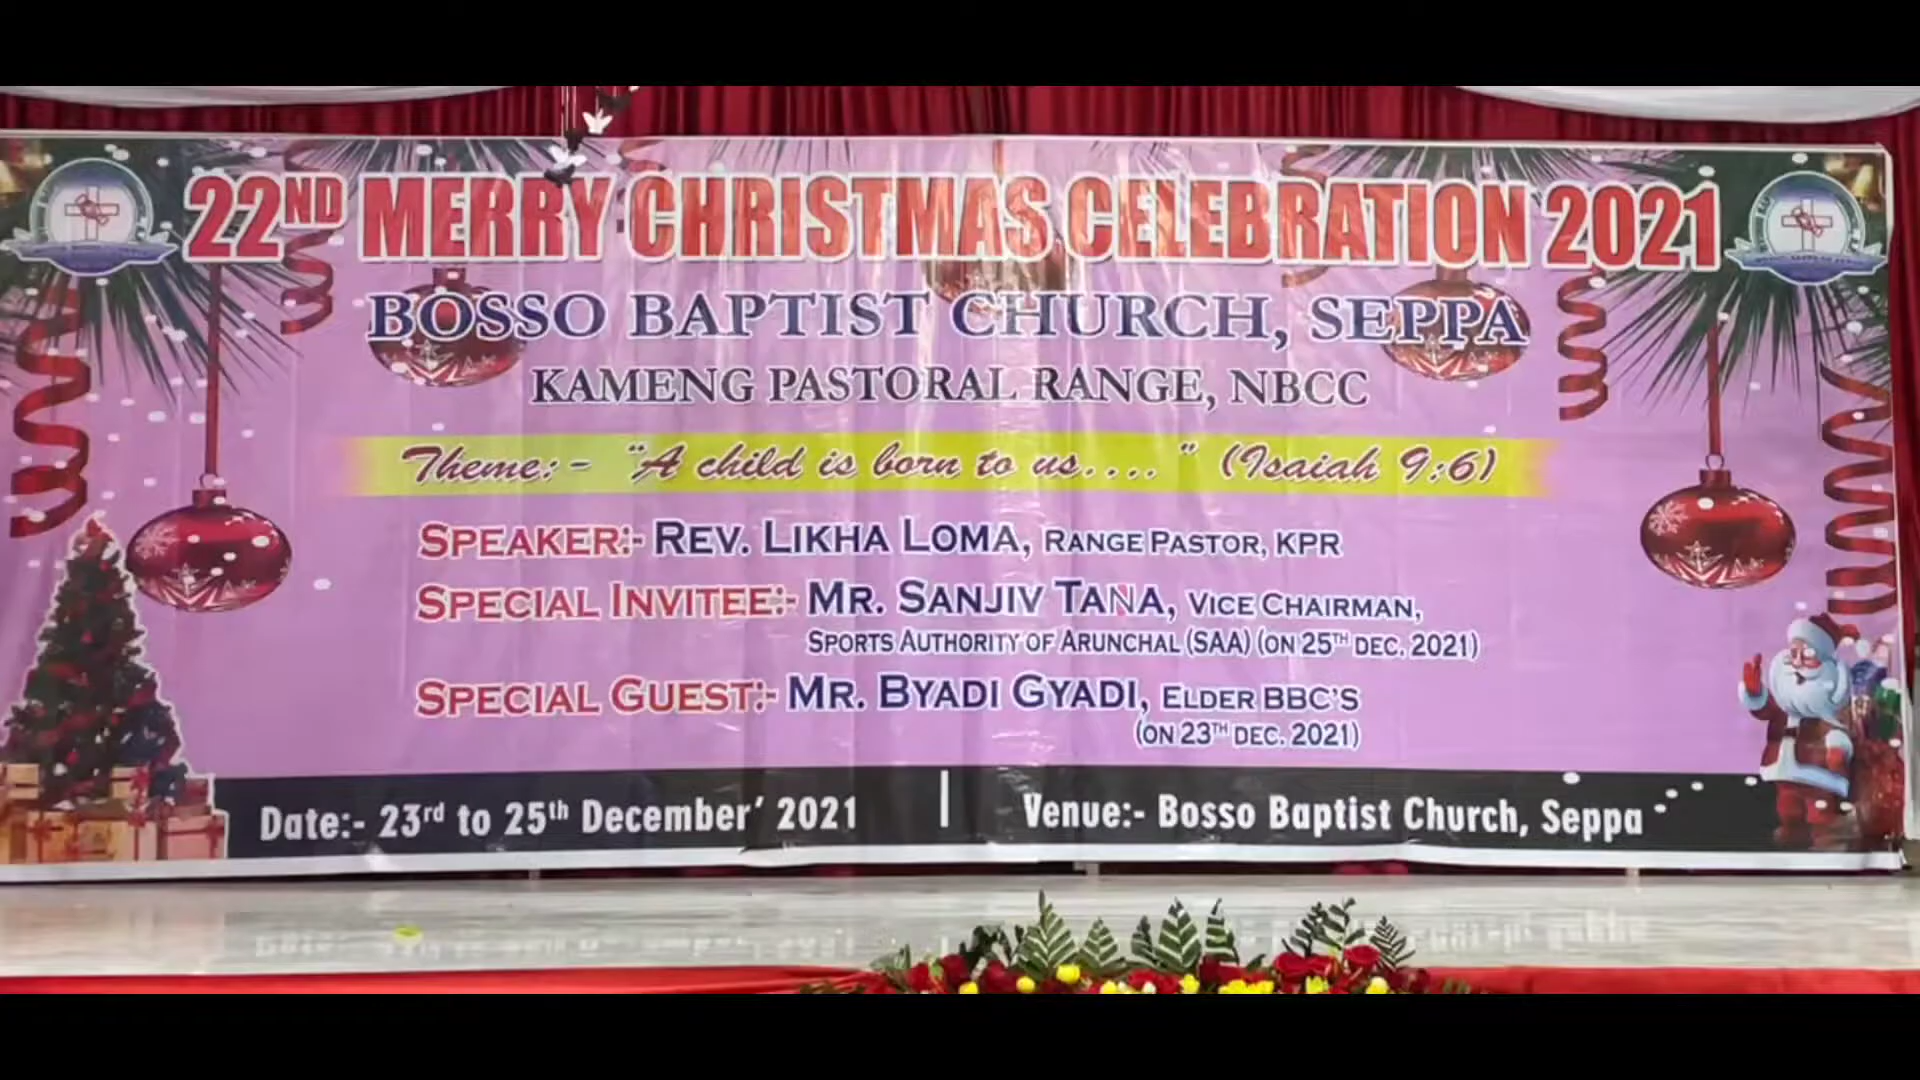 22ND MERRY CHRISTMAS CELEBRATION 2021
BOSSO BAPTIST CHURCH, SEPPA
KAMENG PASTORAL RANGE, NBCC
Theme:- "A child is born to us...." (Isaiah 9:6)
SPEAKER:- REV. LIKHA LOMA, RANGE PASTOR, KPR
SPECIAL INVITEE:- MR. SANJIV TANA, VICE CHAIRMAN,
SPORTS AUTHORITY OF ARUNCHAL (SAA) (ON 25TH DEC. 2021)
SPECIAL GUEST:- MR. BYADI GYADI, ELDER BBC'S
(ON 23TH DEC. 2021)
Date:- 23rd to 25th December' 2021 | Venue:- Bosso Baptist Church, Seppa